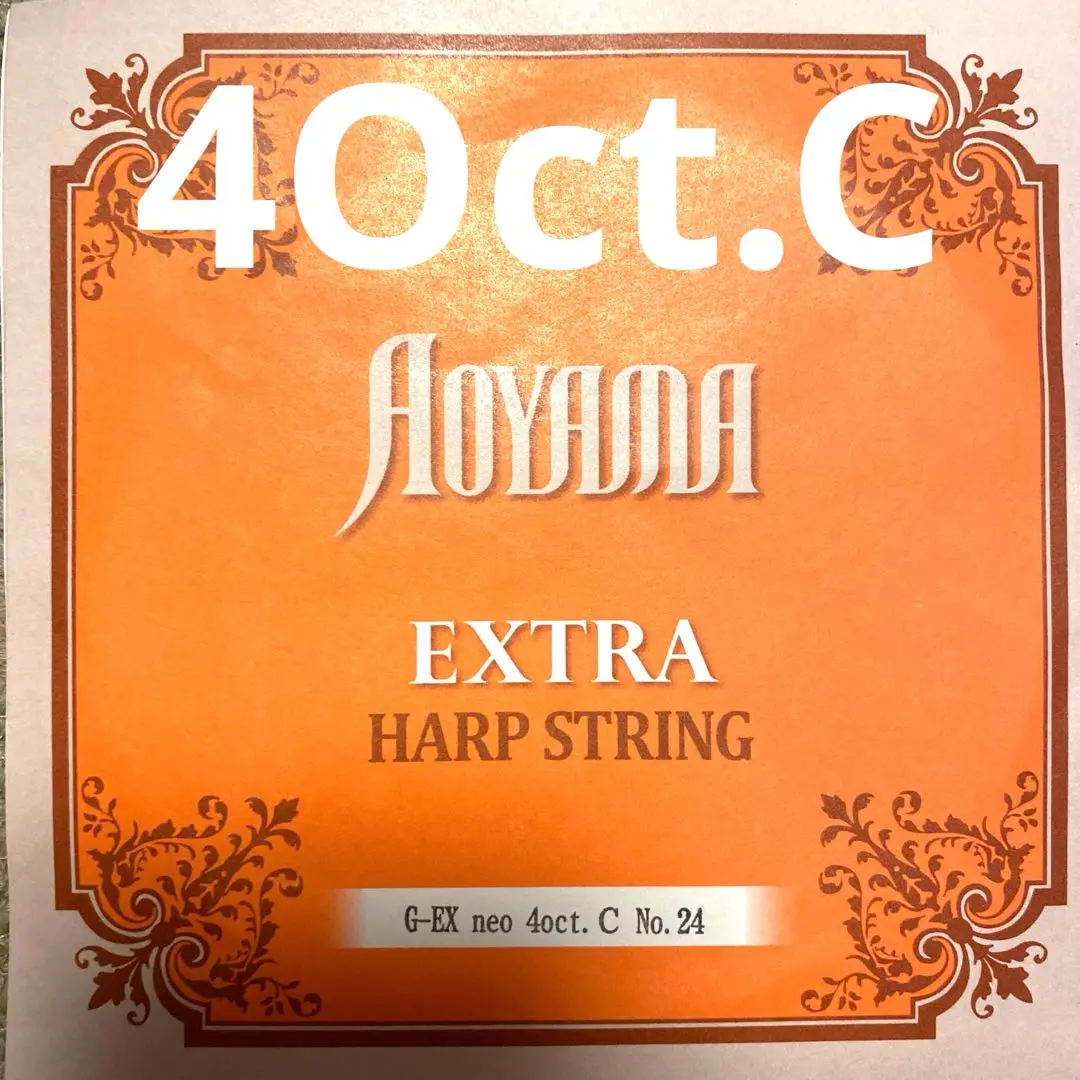 4Oct.C
AOYAMA
EXTRA
HARP STRING
G-EX neo 4oct. C No. 24